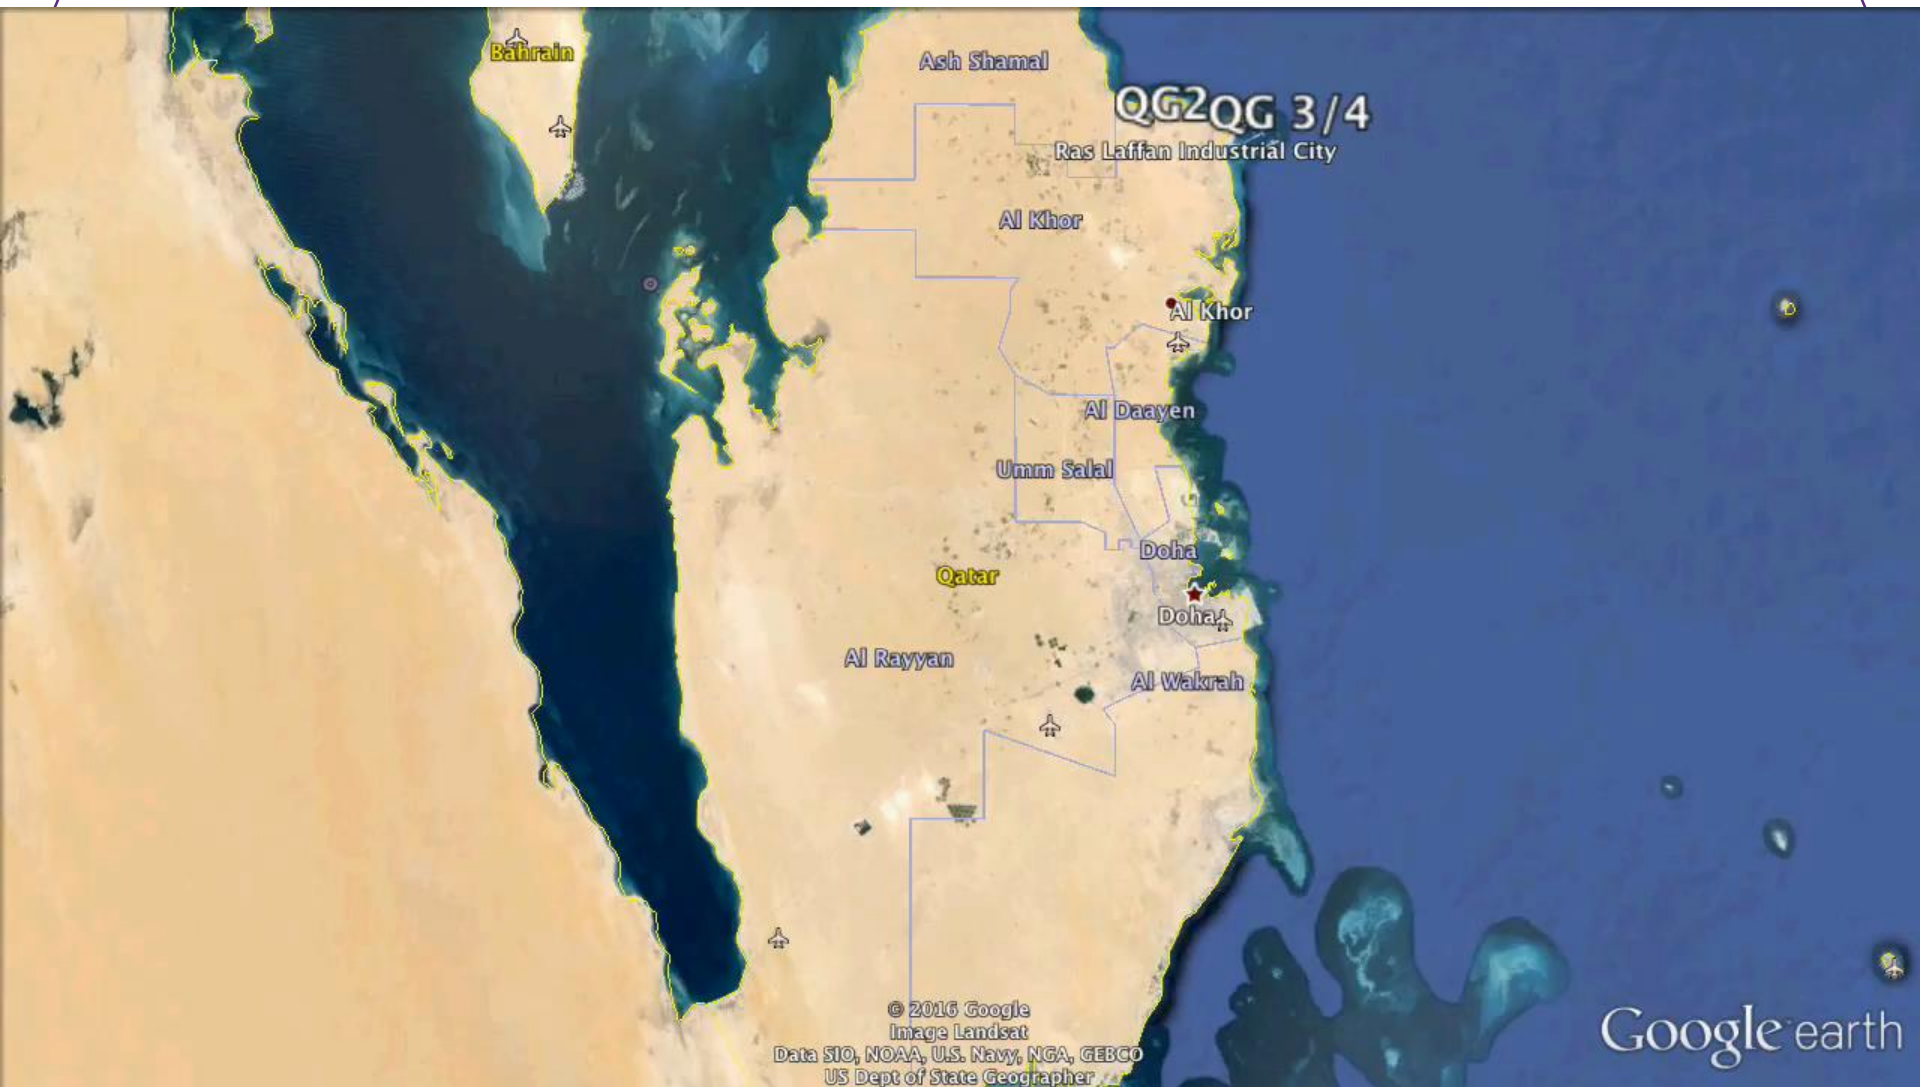 Bahrain
Ash Shamal
QG2QG 3/4
Ras Laffan Industrial City
Al Khor
Al Khor
Al Daayen
Umm Salal
Doha
Qatar
Doha
Al Rayyan
Al Wakrah
© 2016 Google
Image Landsat
Data SIO, NOAA, U.S. Navy, NGA, GEBCO
US Dept of State Geographer
Google earth